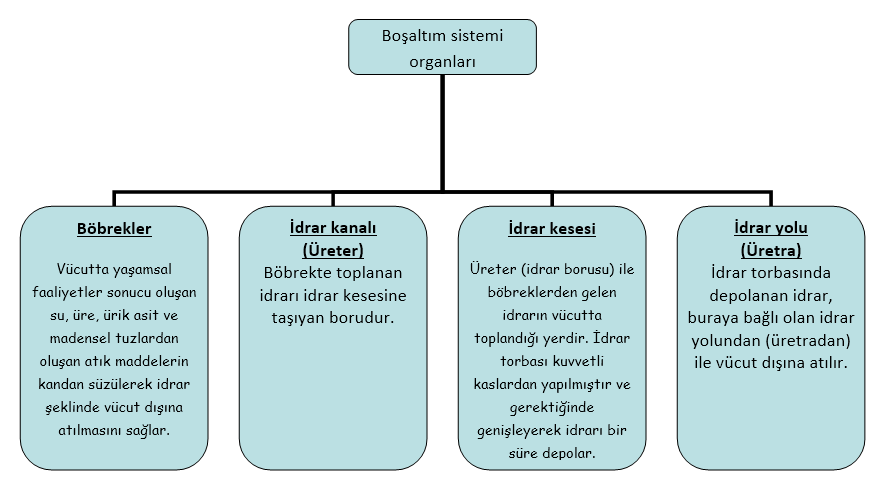 Boşaltım sistemi
organları
Böbrekler
Vücutta yaşamsal
faaliyetler sonucu oluşan
su, üre, ürik asit ve
madensel tuzlardan
oluşan atık maddelerin
kandan süzülerek idrar
şeklinde vücut dışına
atılmasını sağlar.
İdrar kanalı
(Üreter)
Böbrekte toplanan
idrarı idrar kesesine
taşıyan borudur.
İdrar kesesi
Üreter (idrar borusu) ile
böbreklerden gelen
idrarın vücutta
toplandığı yerdir. İdrar
torbası kuvvetli
kaslardan yapılmıştır ve
gerektiğinde
genişleyerek idrarı bir
süre depolar.
İdrar yolu
(Üretra)
İdrar torbasında
depolanan idrar,
buraya bağlı olan idrar
yolundan (üretradan)
ile vücut dışına atılır.